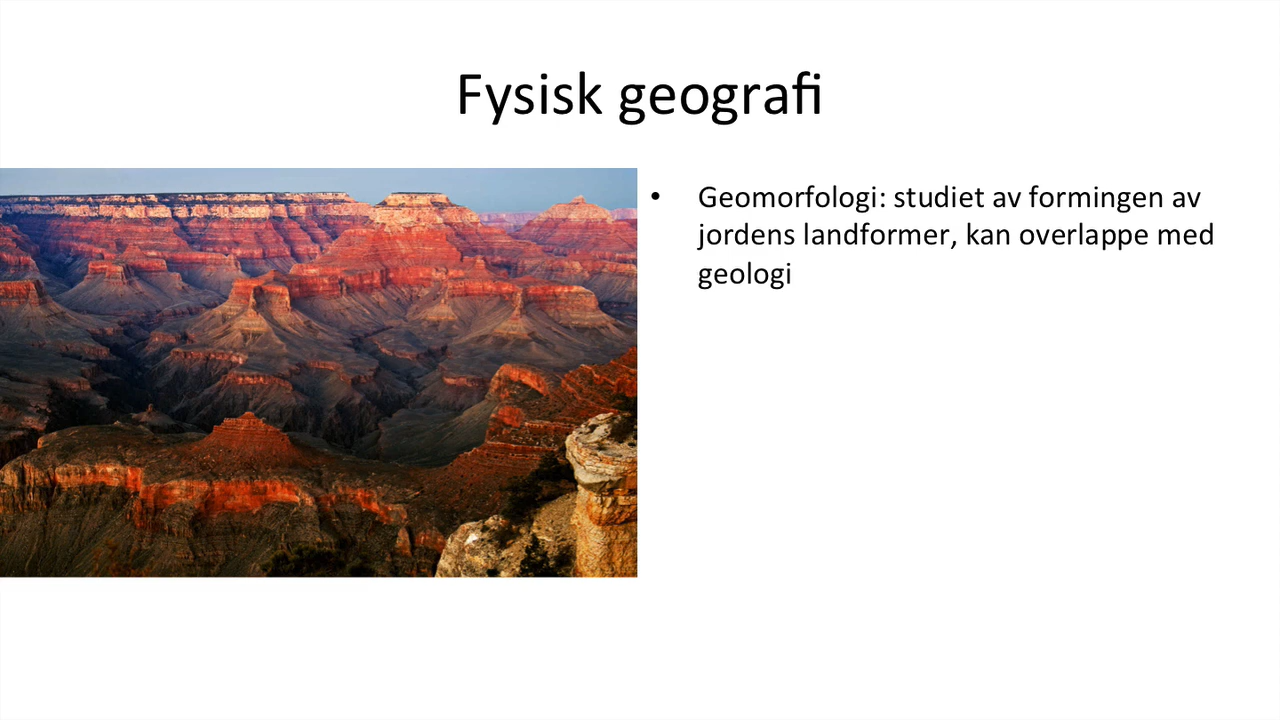 Fysisk geografi
• Geomorfologi: studiet av formingen av
jordens landformer, kan overlappe med
geologi